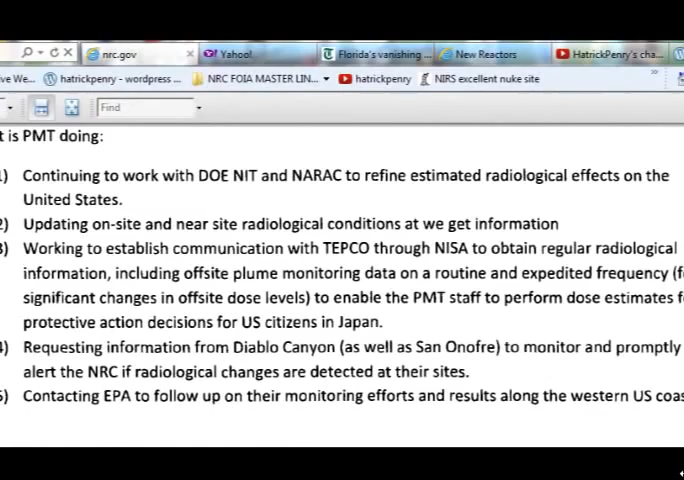 nrc.gov
Yahoo!
Florida's vanishing ...
New Reactors
HatrickPenry's cha...
ve We...
hatrickpenry - wordpress ...
NRC FOIA MASTER LIN...
hatrickpenry
NIRS excellent nuke site
Find
t is PMT doing:
1) Continuing to work with DOE NIT and NARAC to refine estimated radiological effects on the
United States.
2) Updating on-site and near site radiological conditions at we get information
3) Working to establish communication with TEPCO through NISA to obtain regular radiological
information, including offsite plume monitoring data on a routine and expedited frequency (f
significant changes in offsite dose levels) to enable the PMT staff to perform dose estimates f
protective action decisions for US citizens in Japan.
4) Requesting information from Diablo Canyon (as well as San Onofre) to monitor and promptly
alert the NRC if radiological changes are detected at their sites.
5) Contacting EPA to follow up on their monitoring efforts and results along the western US coas